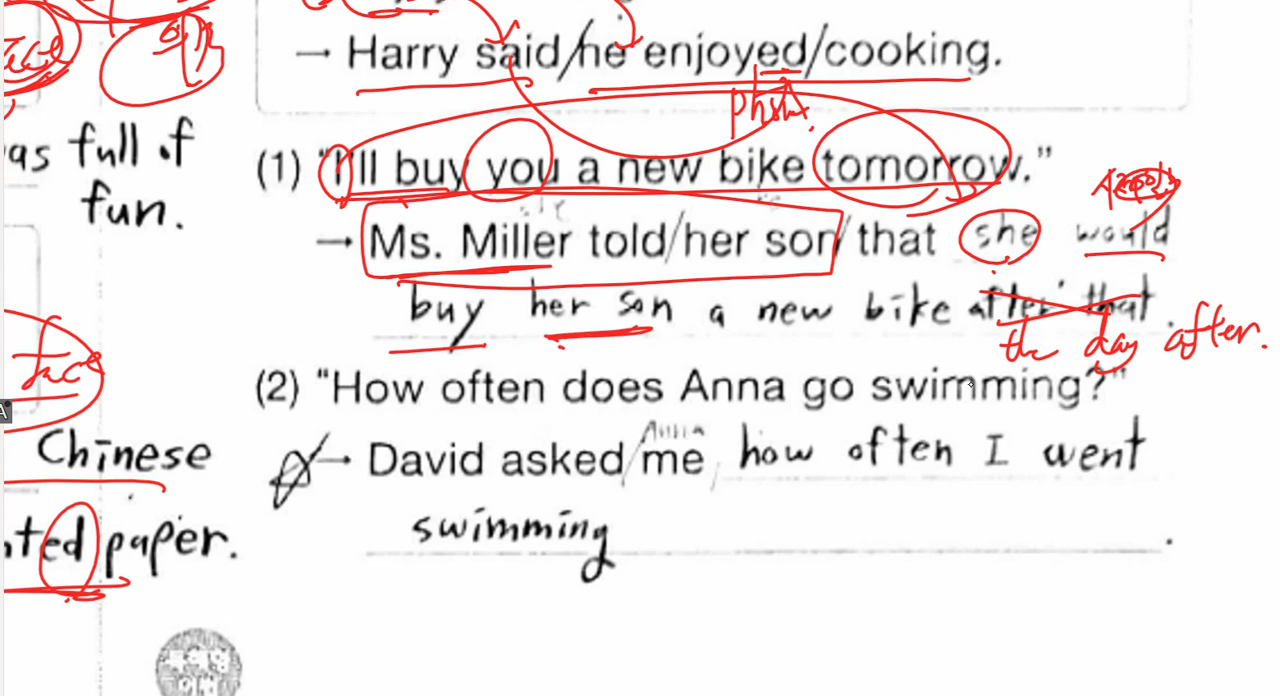 → Harry said/he enjoyed/cooking.
as full of
fun.
(1) "I'll buy you a new bike tomorrow."
→ Ms. Miller told/her son/that she would
buy her son a new bike after that.
the day after.
(2) "How often does Anna go swimming?"
→ David asked/me how often I went
Anna
swimming.
face
Chinese
ted paper.